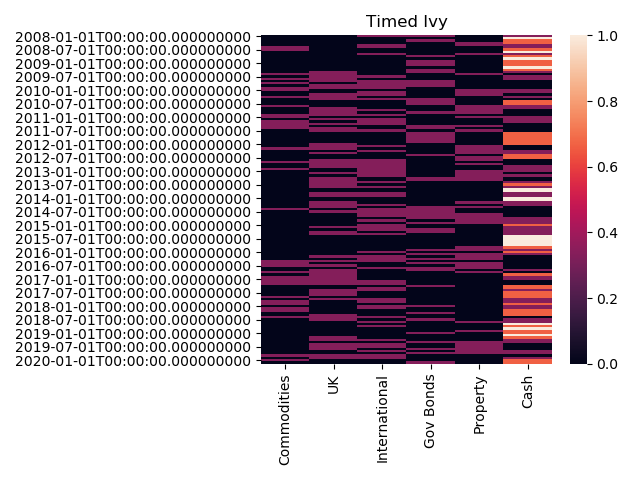 Timed Ivy
2008-01-01T00:00:00.000000000
2008-07-01T00:00:00.000000000
2009-01-01T00:00:00.000000000
2009-07-01T00:00:00.000000000
2010-01-01T00:00:00.000000000
2010-07-01T00:00:00.000000000
2011-01-01T00:00:00.000000000
2011-07-01T00:00:00.000000000
2012-01-01T00:00:00.000000000
2012-07-01T00:00:00.000000000
2013-01-01T00:00:00.000000000
2013-07-01T00:00:00.000000000
2014-01-01T00:00:00.000000000
2014-07-01T00:00:00.000000000
2015-01-01T00:00:00.000000000
2015-07-01T00:00:00.000000000
2016-01-01T00:00:00.000000000
2016-07-01T00:00:00.000000000
2017-01-01T00:00:00.000000000
2017-07-01T00:00:00.000000000
2018-01-01T00:00:00.000000000
2018-07-01T00:00:00.000000000
2019-01-01T00:00:00.000000000
2019-07-01T00:00:00.000000000
2020-01-01T00:00:00.000000000
Commodities
UK
International
Gov Bonds
Property
Cash
1.0
0.8
0.6
0.4
0.2
0.0